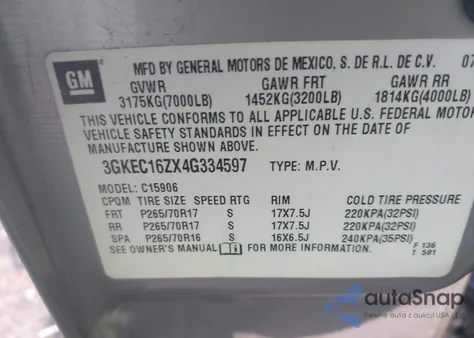 GM
MFD BY GENERAL MOTORS DE MEXICO, S. DE R.L. DE C.V. 07
GVWR GAWR FRT GAWR RR
3175KG(7000LB) 1452KG(3200LB) 1814KG(4000LB)
THIS VEHICLE CONFORMS TO ALL APPLICABLE U.S. FEDERAL MOTOR
VEHICLE SAFETY STANDARDS IN EFFECT ON THE DATE OF
MANUFACTURE SHOWN ABOVE.
3GKEC16ZX4G334597 TYPE: M.P.V.
MODEL: C15906
CPQM TIRE SIZE SPEED RTG RIM COLD TIRE PRESSURE
FRT P265/70R17 S 17X7.5J 220KPA(32PSI)
RR P265/70R17 S 17X7.5J 220KPA(32PSI)
SPA P265/70R16 S 16X6.5J 240KPA(35PSI)
SEE OWNER'S MANUAL FOR MORE INFORMATION.
F 136
T 501
autoSnap